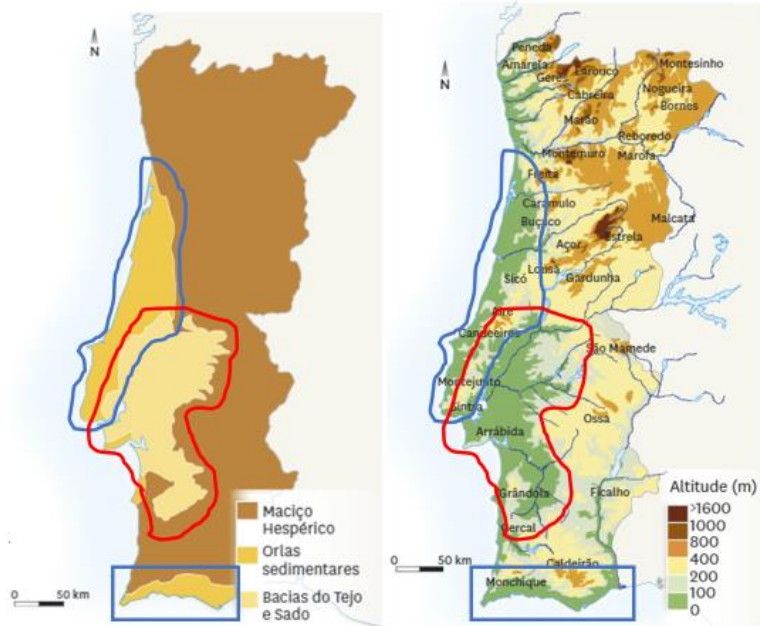 N
Maciço
Hespérico
Orlas
sedimentares
Bacias do Tejo
e Sado
0 50 km
N
Peneda
Amarela
Gerês
Larouco
Montesinho
Cabreira
Nogueira
Bornes
Marão
Reboredo
Montemuro
Marofa
Freita
Caramulo
Buçaco
Malcata
Estrela
Açor
Lousã
Gardunha
Sicó
Aire
Candeeiros
São Mamede
Montejunto
Sintra
Ossa
Arrábida
Grândola
Ficalho
Cercal
Caldeirão
Monchique
Altitude (m)
>1600
1000
800
400
200
100
0
0 50 km